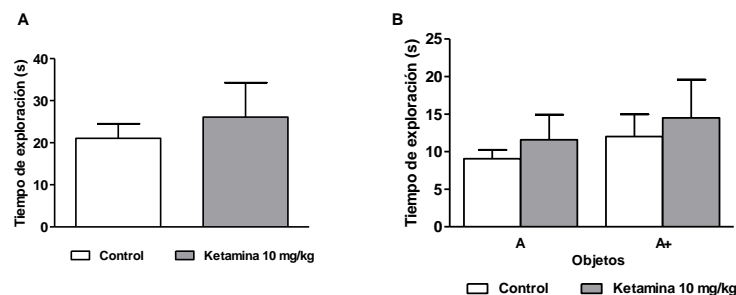 A
Tiempo de exploración (s)
40
30
20
10
0
Control Ketamina 10 mg/kg
B
Tiempo de exploración (s)
25
20
15
10
5
0
A A+
Objetos
Control Ketamina 10 mg/kg